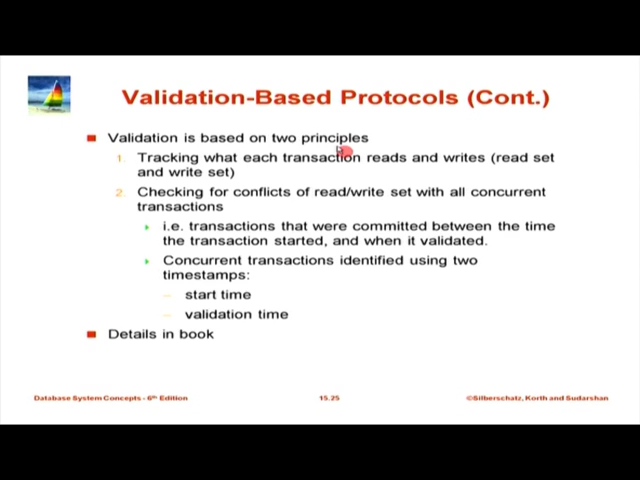 Validation-Based Protocols (Cont.)
Validation is based on two principles
1. Tracking what each transaction reads and writes (read set
and write set)
2. Checking for conflicts of read/write set with all concurrent
transactions
i.e. transactions that were committed between the time
the transaction started, and when it validated.
Concurrent transactions identified using two
timestamps:
– start time
– validation time
Details in book
Database System Concepts - 6th Edition
15.25
©Silberschatz, Korth and Sudarshan